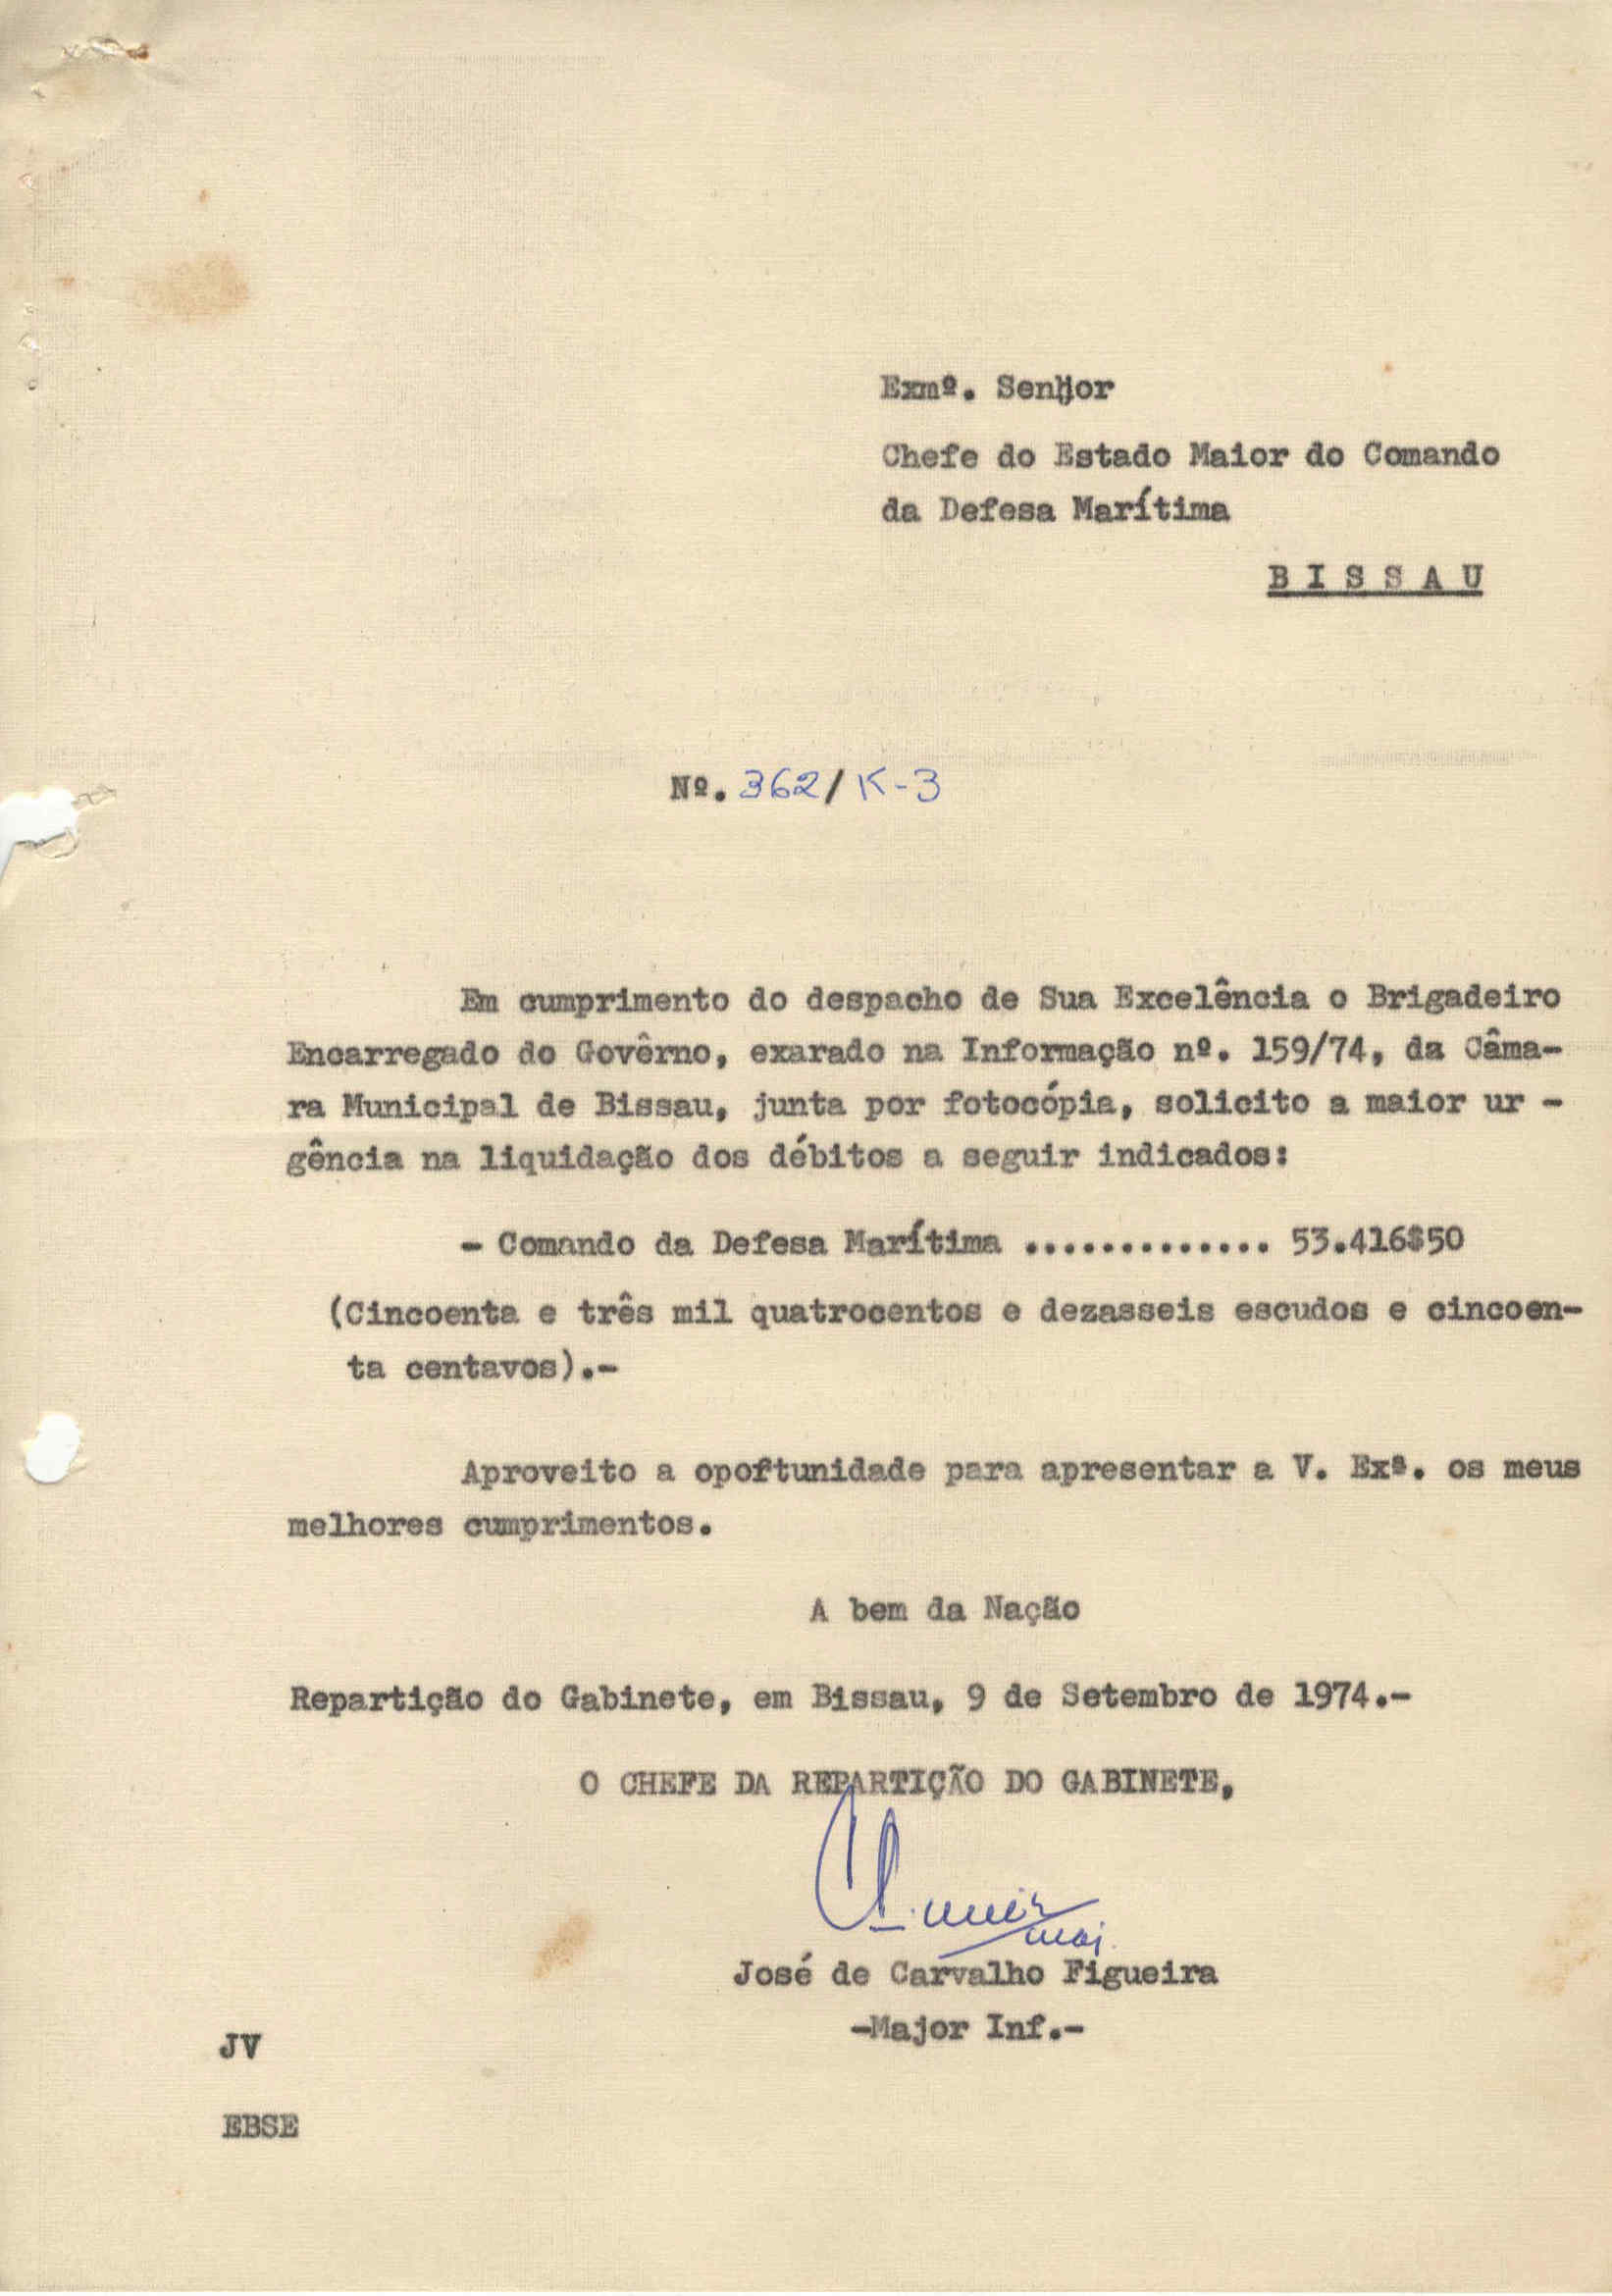 Exmº. Senhor
Chefe do Estado Maior do Comando
da Defesa Marítima
B I S S A U
Nº. 362/K-3
Em cumprimento do despacho de Sua Excelência o Brigadeiro
Encarregado do Govêrno, exarado na Informação nº. 159/74, da Câma-
ra Municipal de Bissau, junta por fotocópia, solicito a maior ur -
gência na liquidação dos débitos a seguir indicados:
- Comando da Defesa Marítima ............. 53.416$50
(Cincoenta e três mil quatrocentos e dezasseis escudos e cincoen-
ta centavos).-
Aproveito a oportunidade para apresentar a V. Exª. os meus
melhores cumprimentos.
A bem da Nação
Repartição do Gabinete, em Bissau, 9 de Setembro de 1974.-
O CHEFE DA REPARTIÇÃO DO GABINETE,
maj.
José de Carvalho Figueira
-Major Inf.-
JV
EBSE